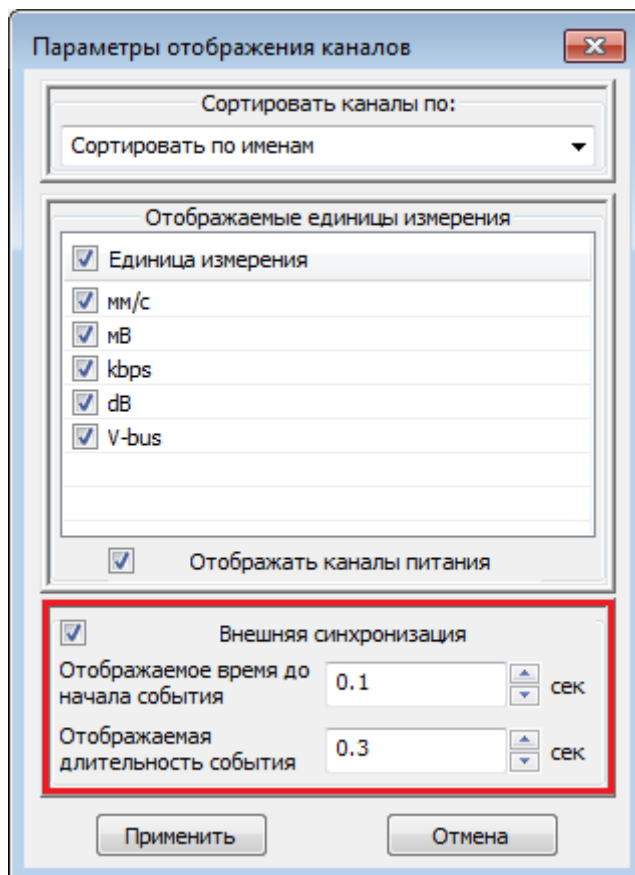 Параметры отображения каналов
Сортировать каналы по:
Сортировать по именам
Отображаемые единицы измерения
Единица измерения
мм/с
мВ
kbps
dB
V-bus
Отображать каналы питания
Внешняя синхронизация
Отображаемое время до
начала события
0.1
сек
Отображаемая
длительность события
0.3
сек
Применить
Отмена